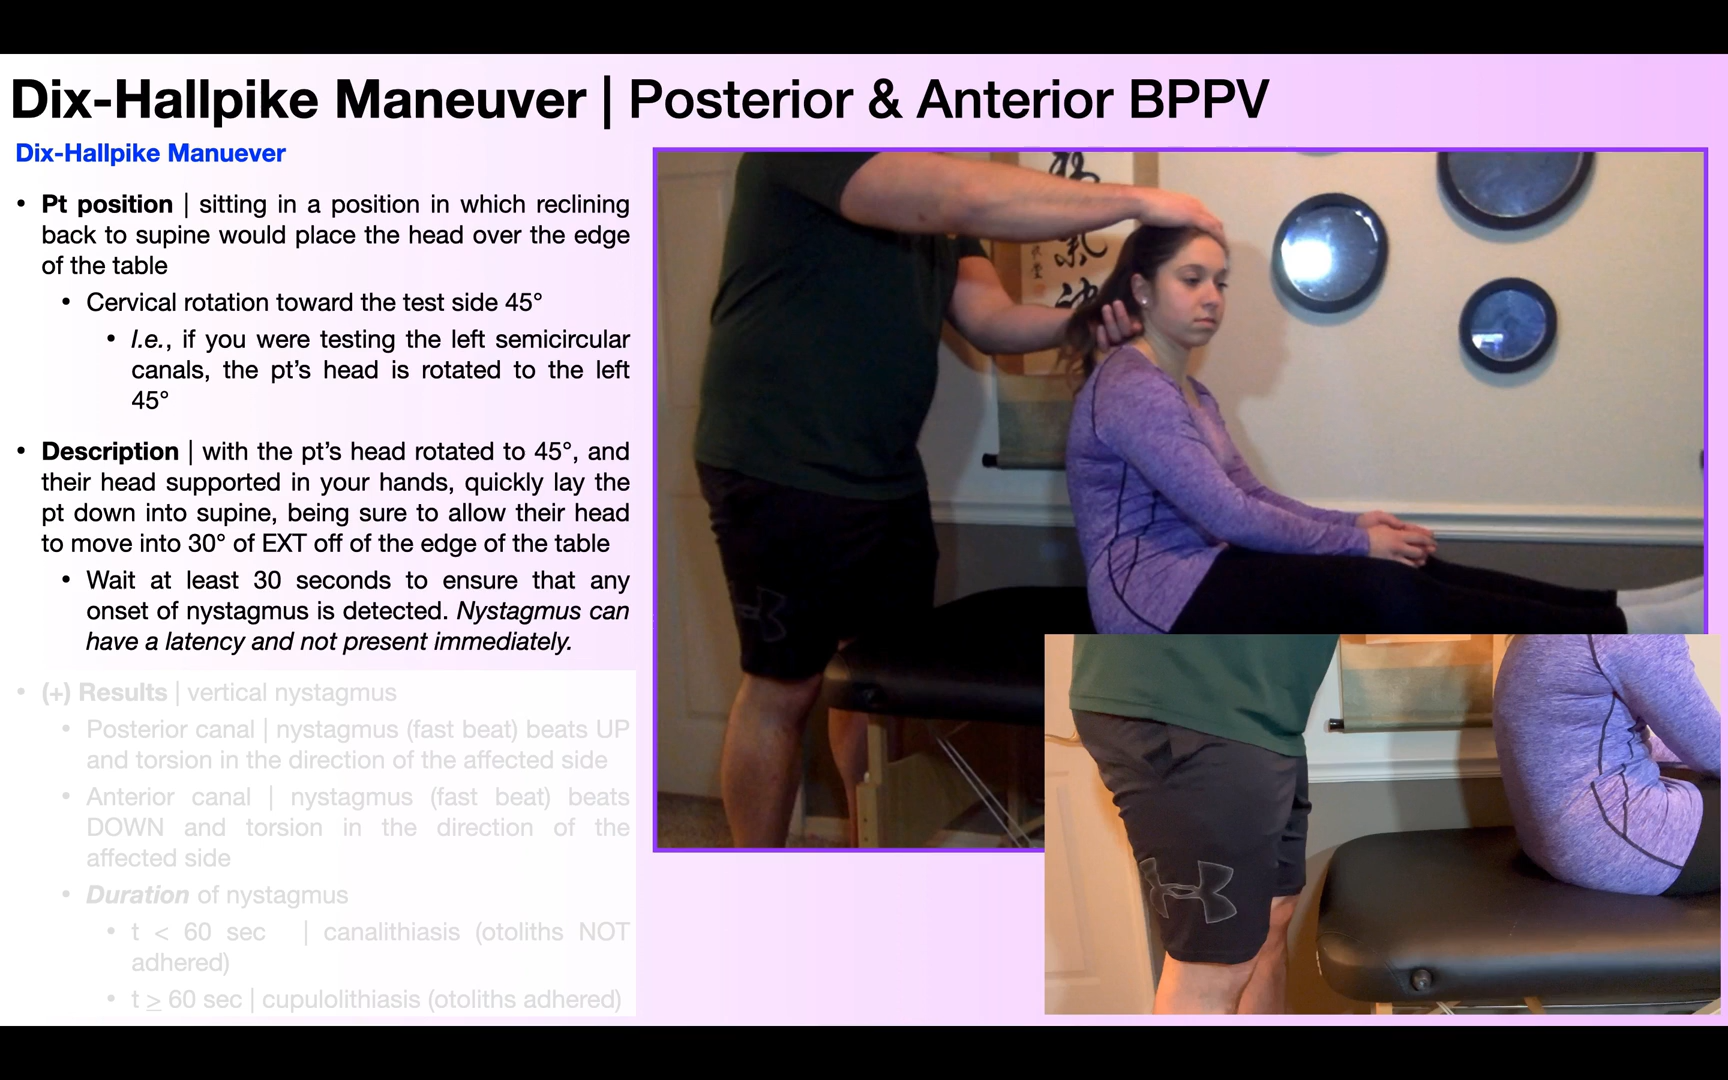 Dix-Hallpike Maneuver | Posterior & Anterior BPPV
Dix-Hallpike Manuever
• Pt position | sitting in a position in which reclining
back to supine would place the head over the edge
of the table
• Cervical rotation toward the test side 45°
• I.e., if you were testing the left semicircular
canals, the pt’s head is rotated to the left
45°
• Description | with the pt’s head rotated to 45°, and
their head supported in your hands, quickly lay the
pt down into supine, being sure to allow their head
to move into 30° of EXT off of the edge of the table
• Wait at least 30 seconds to ensure that any
onset of nystagmus is detected. Nystagmus can
have a latency and not present immediately.
• (+) Results | vertical nystagmus
• Posterior canal | nystagmus (fast beat) beats UP
and torsion in the direction of the affected side
• Anterior canal | nystagmus (fast beat) beats
DOWN and torsion in the direction of the
affected side
• Duration of nystagmus
• t < 60 sec | canalithiasis (otoliths NOT
adhered)
• t ≥ 60 sec | cupulolithiasis (otoliths adhered)